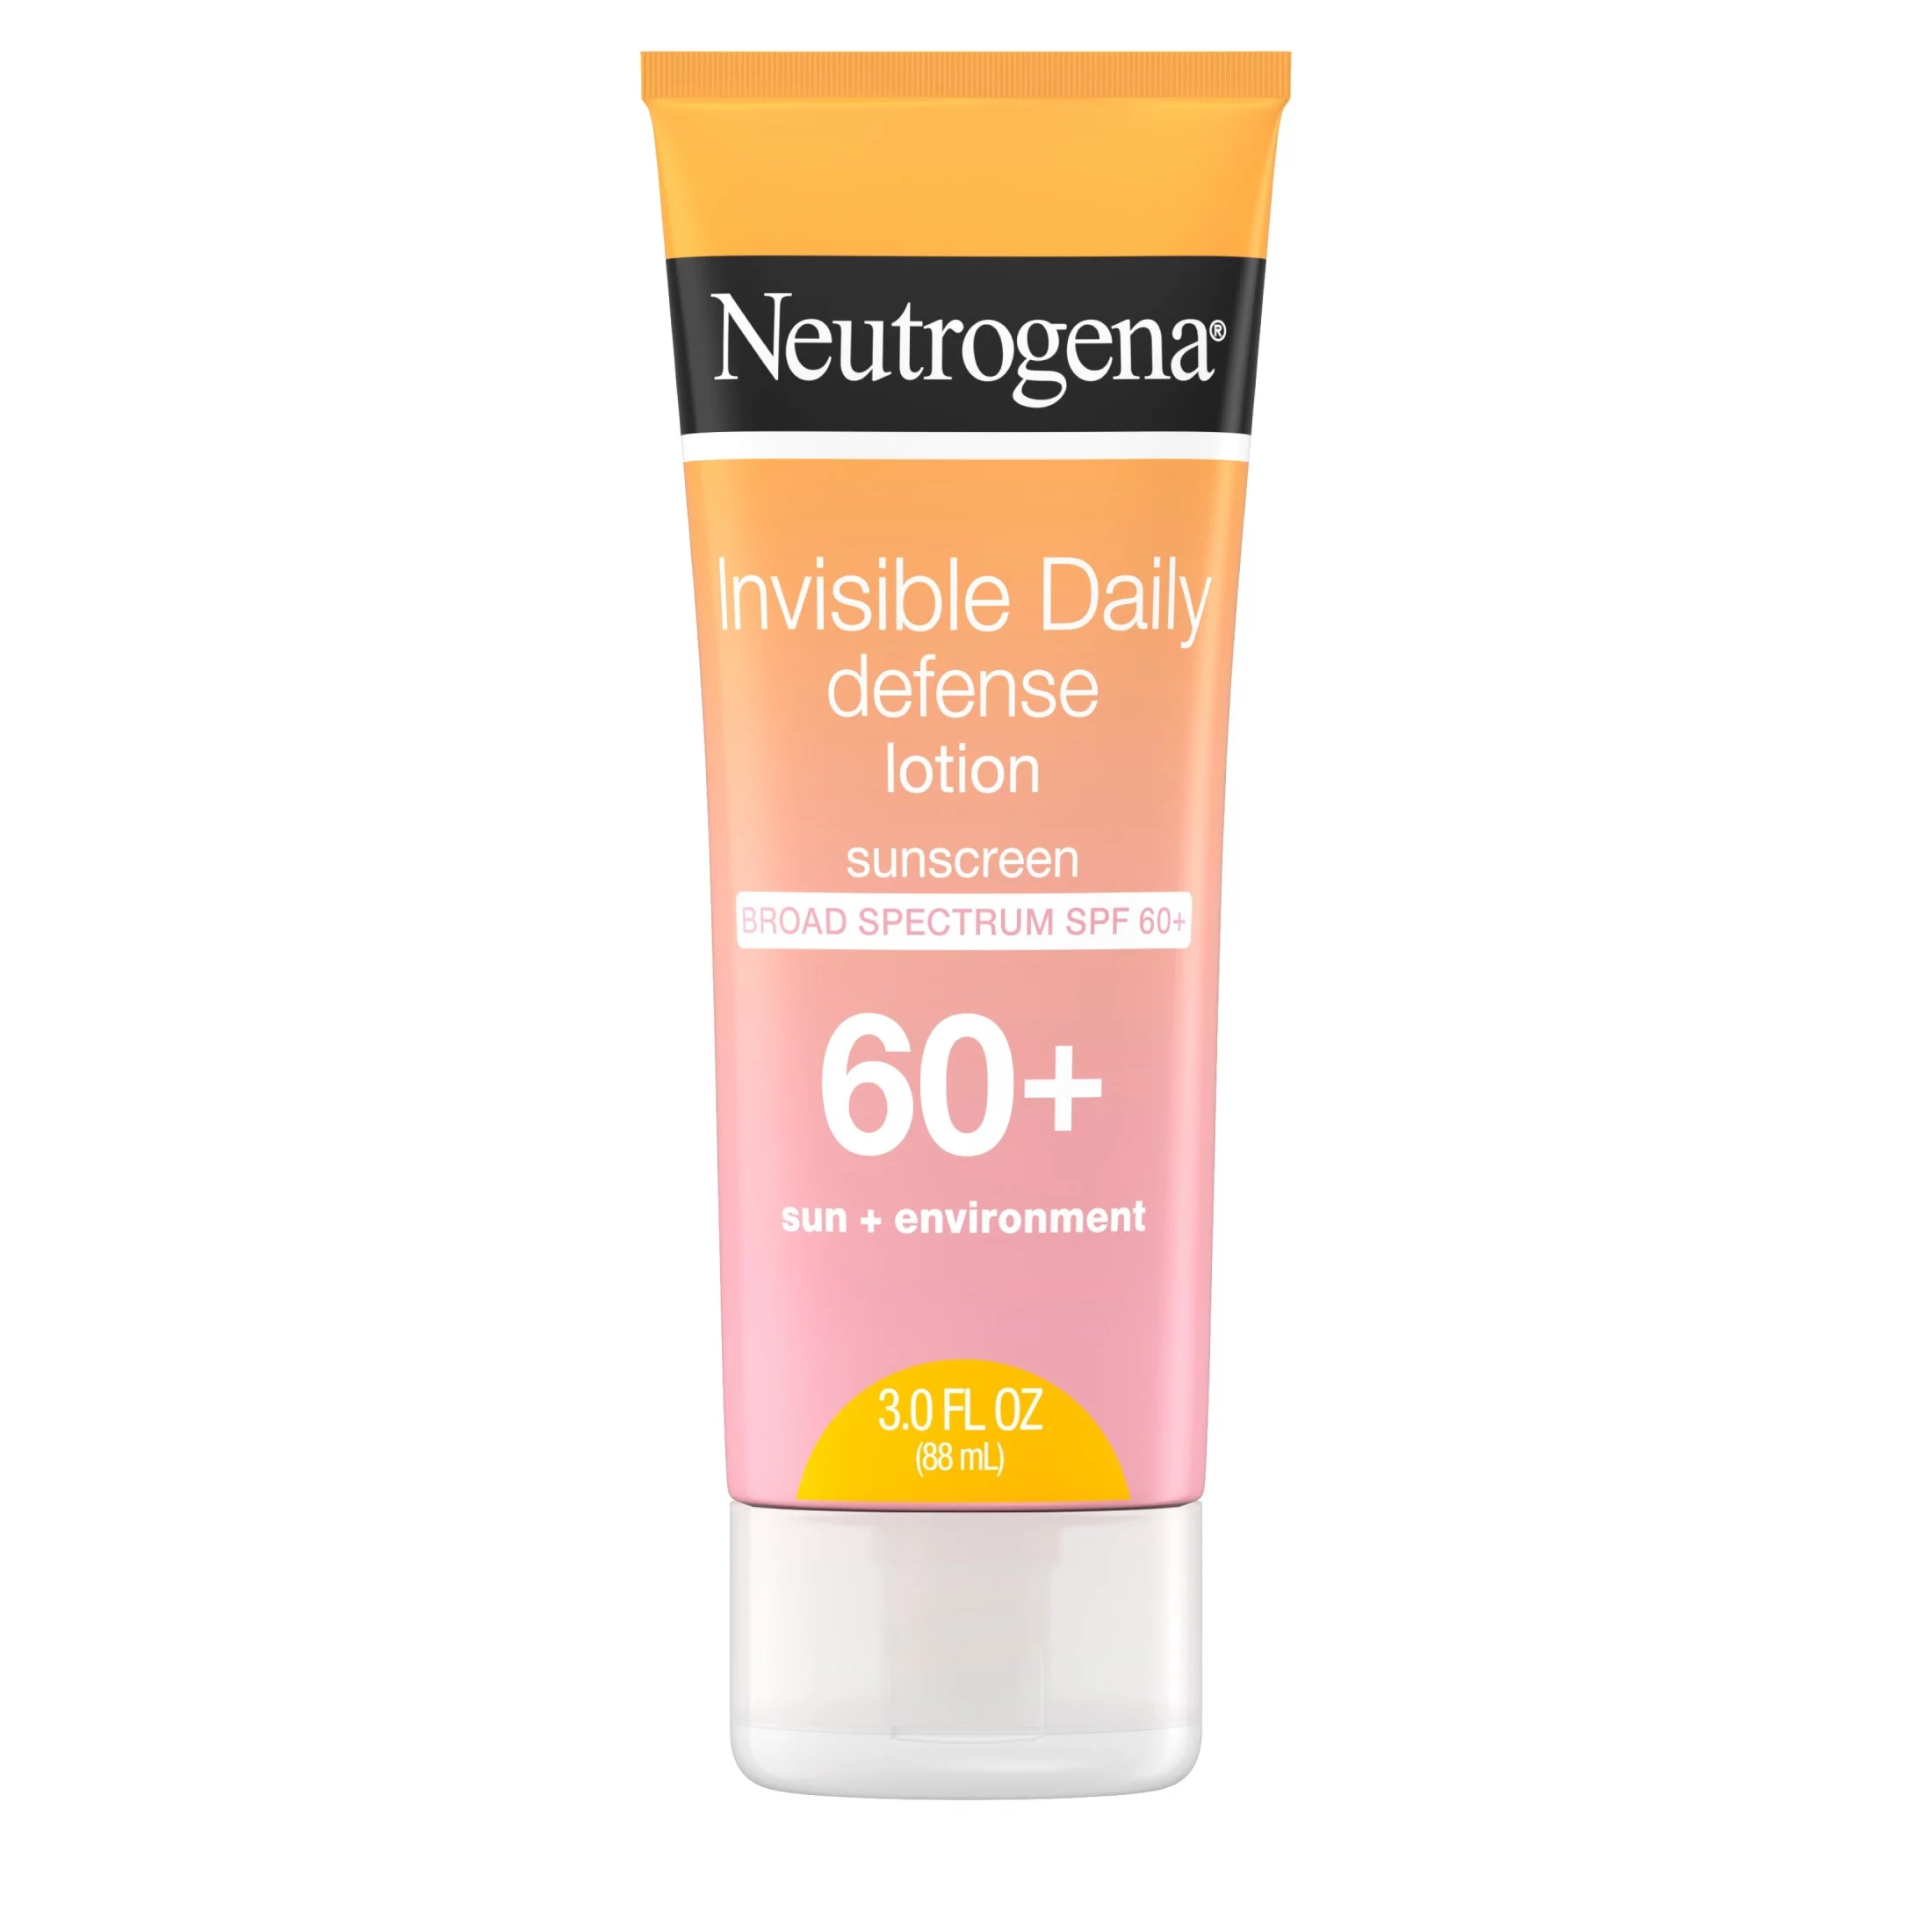 Neutrogena®
Invisible Daily
defense
lotion
sunscreen
BROAD SPECTRUM SPF 60+
60+
sun + environment
3.0 FL OZ
(88 mL)